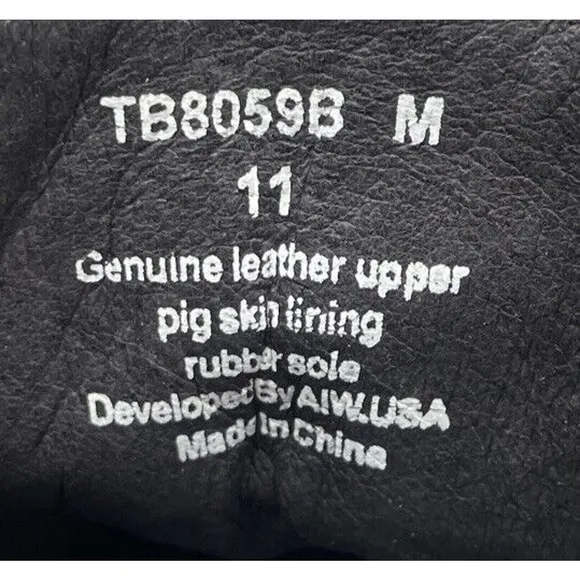 TB8059B M
11
Genuine leather upper
pig skin lining
rubber sole
Developed By AIW.USA
Made In China